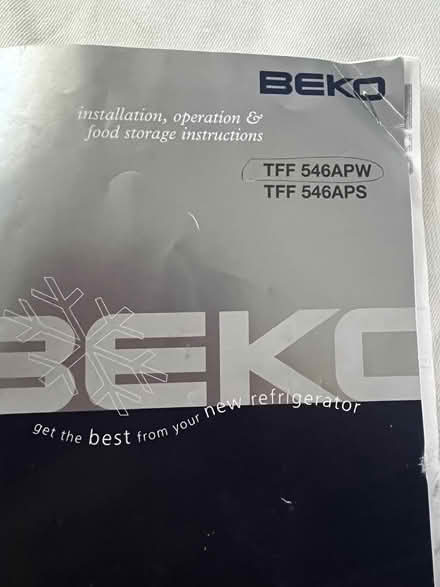 BEKO
installation, operation &
food storage instructions
TFF 546APW
TFF 546APS
BEKO
get the best from your new refrigerator